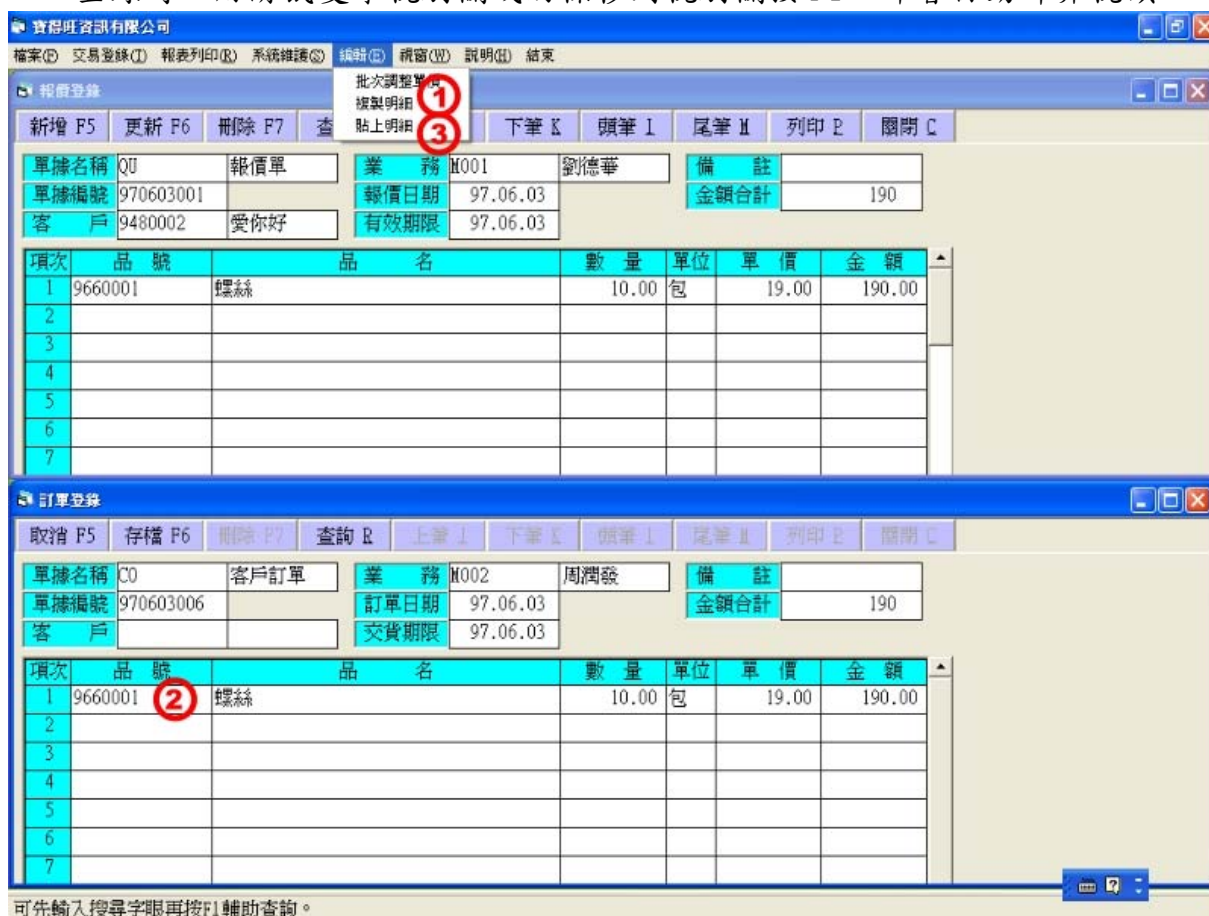 寶得旺資訊有限公司
檔案(F) 交易登錄(T) 報表列印(R) 系統維護(S) 編輯(E) 視窗(W) 說明(H) 結束
批次調整單價
複製明細 ①
貼上明細 ③
報價登錄
新增 F5 更新 F6 刪除 F7 查 下筆 K 頭筆 I 尾筆 M 列印 P 關閉 C
單據名稱 QU 報價單 業 務 M001 劉德華 備 註
單據編號 970603001 報價日期 97.06.03 金額合計 190
客 戶 9480002 愛你好 有效期限 97.06.03
項次 品 號 品 名 數 量 單位 單 價 金 額
1 9660001 螺絲 10.00 包 19.00 190.00
2
3
4
5
6
7
訂單登錄
取消 F5 存檔 F6 刪除 F7 查詢 R 上筆 J 下筆 K 頭筆 I 尾筆 M 列印 P 關閉 C
單據名稱 CO 客戶訂單 業 務 M002 周潤發 備 註
單據編號 970603006 訂單日期 97.06.03 金額合計 190
客 戶 交貨期限 97.06.03
項次 品 號 品 名 數 量 單位 單 價 金 額
1 9660001 ② 螺絲 10.00 包 19.00 190.00
2
3
4
5
6
7
可先輸入搜尋字眼再按F1輔助查詢。